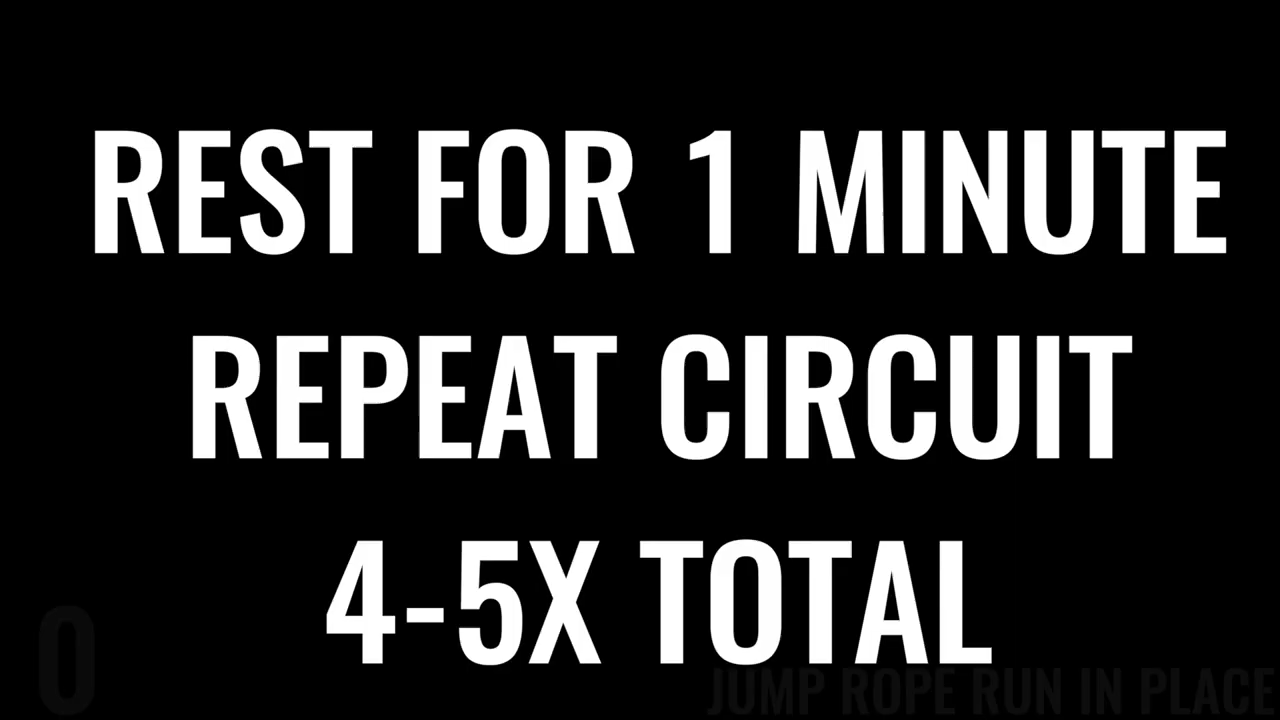 REST FOR 1 MINUTE
REPEAT CIRCUIT
4-5X TOTAL
0
JUMP ROPE RUN IN PLACE